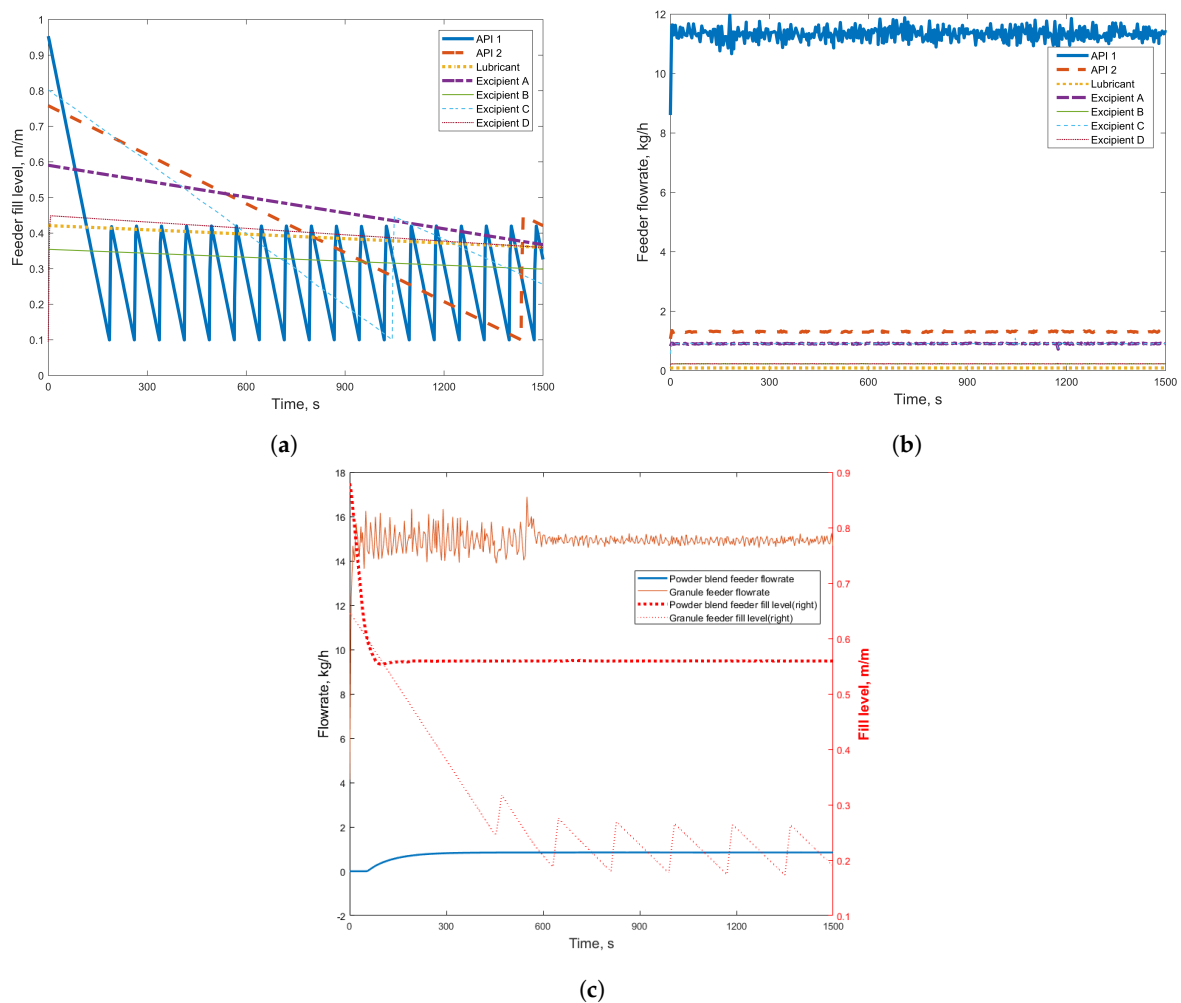 1
0.9
0.8
0.7
0.6
0.5
0.4
0.3
0.2
0.1
0
Feeder fill level, m/m
0 300 600 900 1200 1500
Time, s
API 1
API 2
Lubricant
Excipient A
Excipient B
Excipient C
Excipient D
(a)
12
10
8
6
4
2
0
Feeder flowrate, kg/h
0 300 600 900 1200 1500
Time, s
API 1
API 2
Lubricant
Excipient A
Excipient B
Excipient C
Excipient D
(b)
18
16
14
12
10
8
6
4
2
0
-2
Flowrate, kg/h
0 300 600 900 1200 1500
Time, s
Powder blend feeder flowrate
Granule feeder flowrate
Powder blend feeder fill level(right)
Granule feeder fill level(right)
0.9
0.8
0.7
0.6
0.5
0.4
0.3
0.2
0.1
Fill level, m/m
(c)